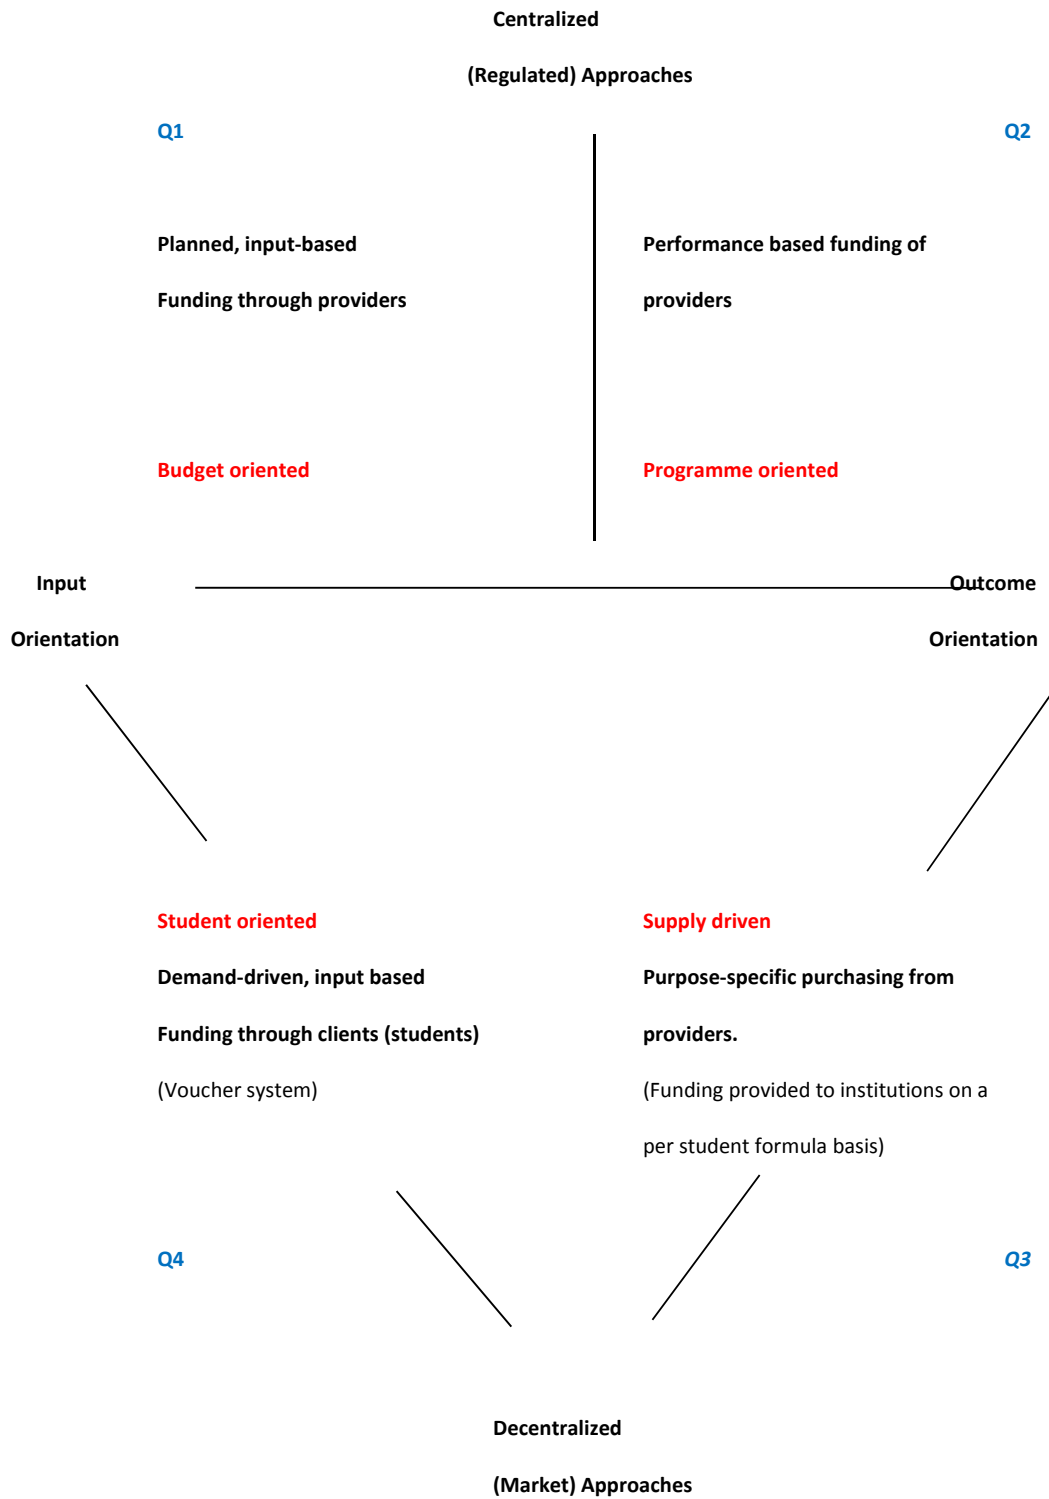 Centralized
(Regulated) Approaches
Q1
Q2
Planned, input-based
Funding through providers
Performance based funding of
providers
Budget oriented
Programme oriented
Input
Orientation
Outcome
Orientation
Student oriented
Demand-driven, input based
Funding through clients (students)
(Voucher system)
Supply driven
Purpose-specific purchasing from
providers.
(Funding provided to institutions on a
per student formula basis)
Q4
Q3
Decentralized
(Market) Approaches